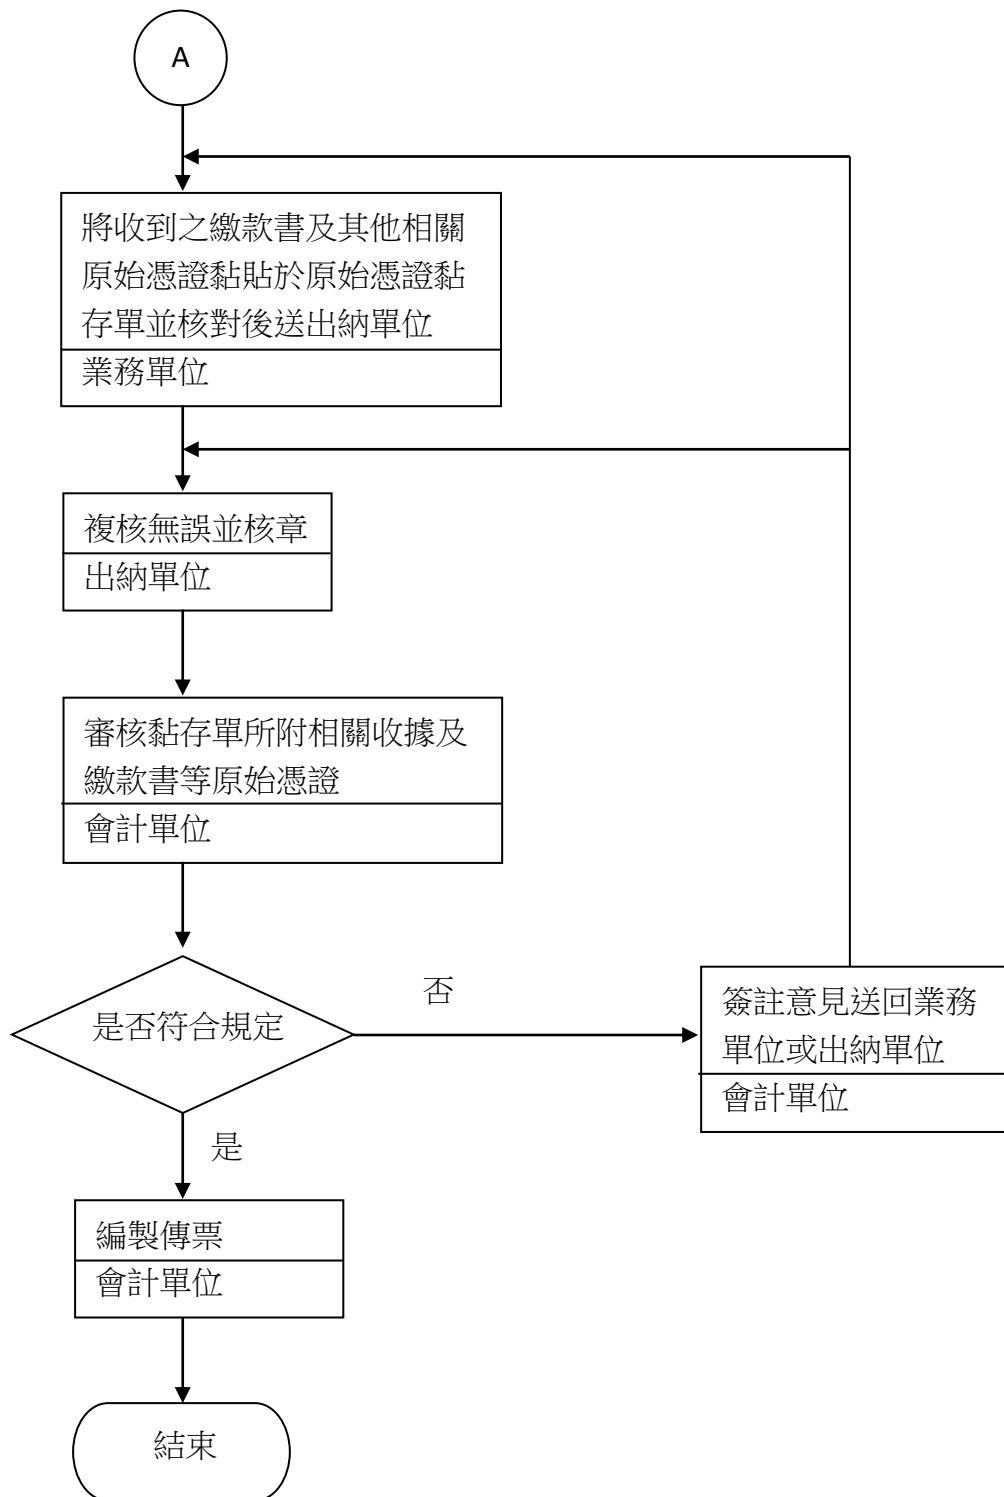 A
將收到之繳款書及其他相關
原始憑證黏貼於原始憑證黏
存單並核對後送出納單位
業務單位
複核無誤並核章
出納單位
審核黏存單所附相關收據及
繳款書等原始憑證
會計單位
是否符合規定
否
簽註意見送回業務
單位或出納單位
會計單位
是
編製傳票
會計單位
結束